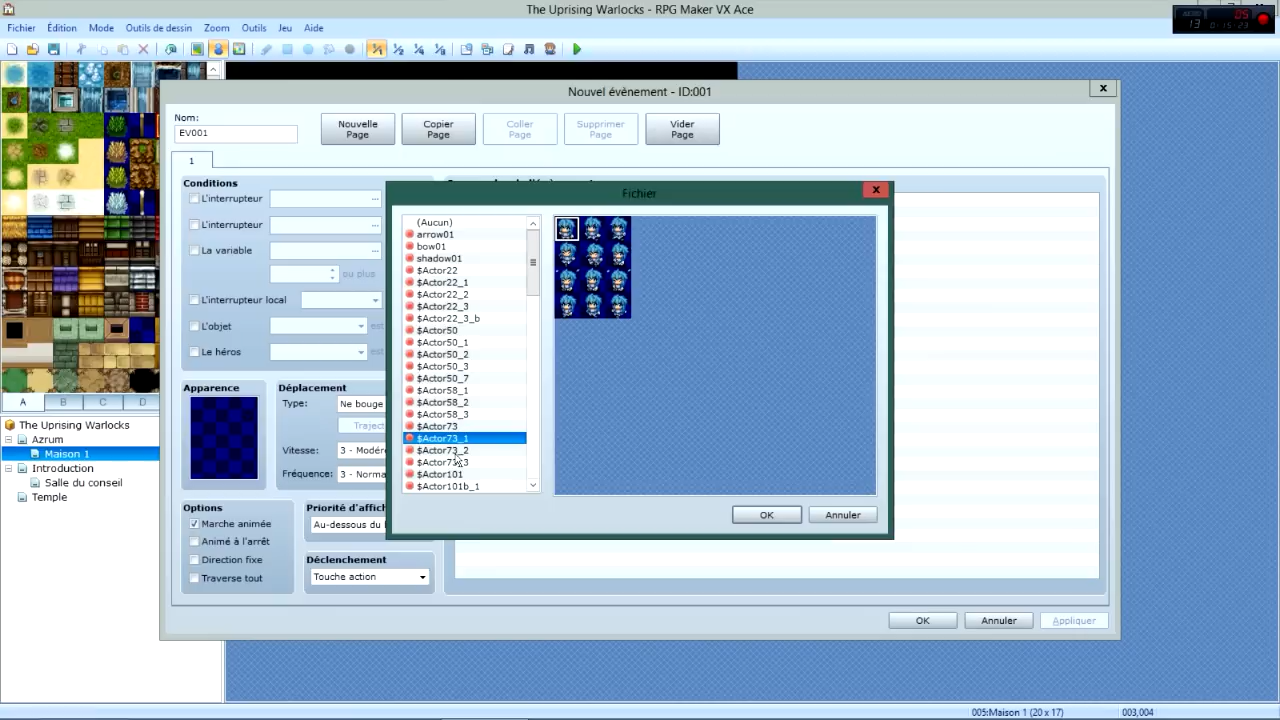 The Uprising Warlocks - RPG Maker VX Ace
Fichier Édition Mode Outils de dessin Zoom Outils Jeu Aide
Nouvel évènement - ID:001
Nom:
EV001
Nouvelle Page
Copier Page
Coller Page
Supprimer Page
Vider Page
1
Conditions
L'interrupteur ...
L'interrupteur ...
La variable ...
ou plus
L'interrupteur local
L'objet
Le héros
Apparence
Déplacement
Type: Ne bouge
Traject
Vitesse: 3 - Modéré
Fréquence: 3 - Norma
Options
Marche animée
Animé à l'arrêt
Direction fixe
Traverse tout
Priorité d'affich
Au-dessous du
Déclenchement
Touche action
Fichier
(Aucun)
arrow01
bow01
shadow01
$Actor22
$Actor22_1
$Actor22_2
$Actor22_3
$Actor22_3_b
$Actor50
$Actor50_1
$Actor50_2
$Actor50_3
$Actor50_7
$Actor58_1
$Actor58_2
$Actor58_3
$Actor73
$Actor73_1
$Actor73_2
$Actor73_3
$Actor101
$Actor101b_1
OK Annuler
OK Annuler Appliquer
A B C D
The Uprising Warlocks
Azrum
Maison 1
Introduction
Salle du conseil
Temple
005:Maison 1 (20 x 17) 003,004